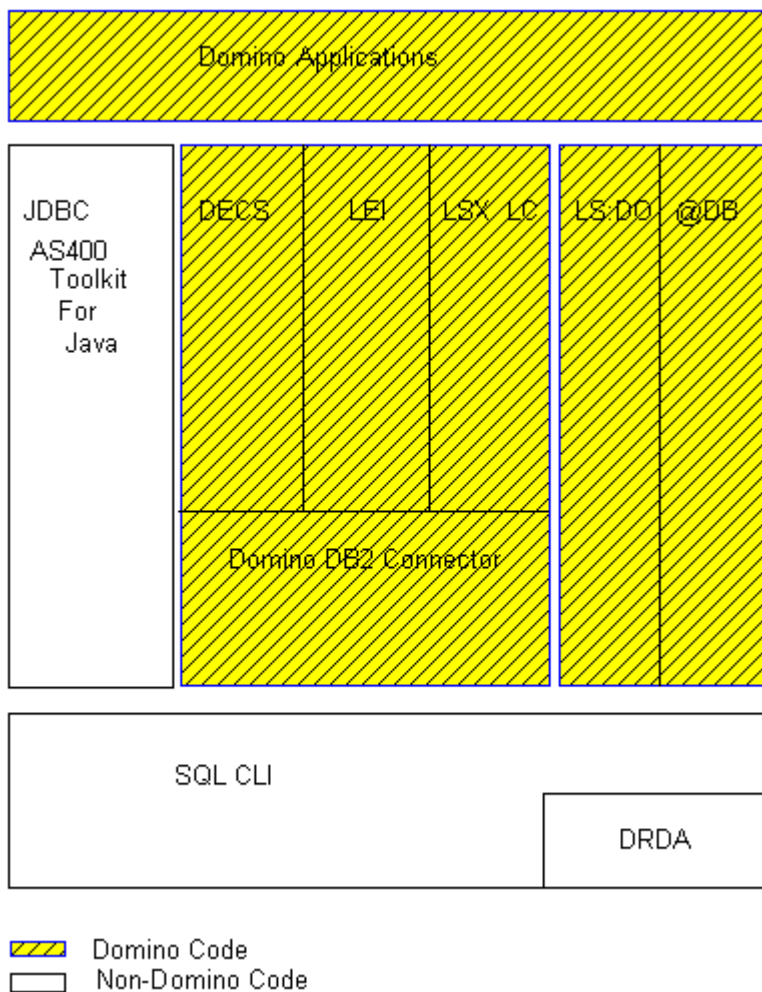 Domino Applications
JDBC
AS400
Toolkit
For
Java
DECS
LEI
LSX LC
LS:DO
@DB
Domino DB2 Connector
SQL CLI
DRDA
Domino Code
Non-Domino Code